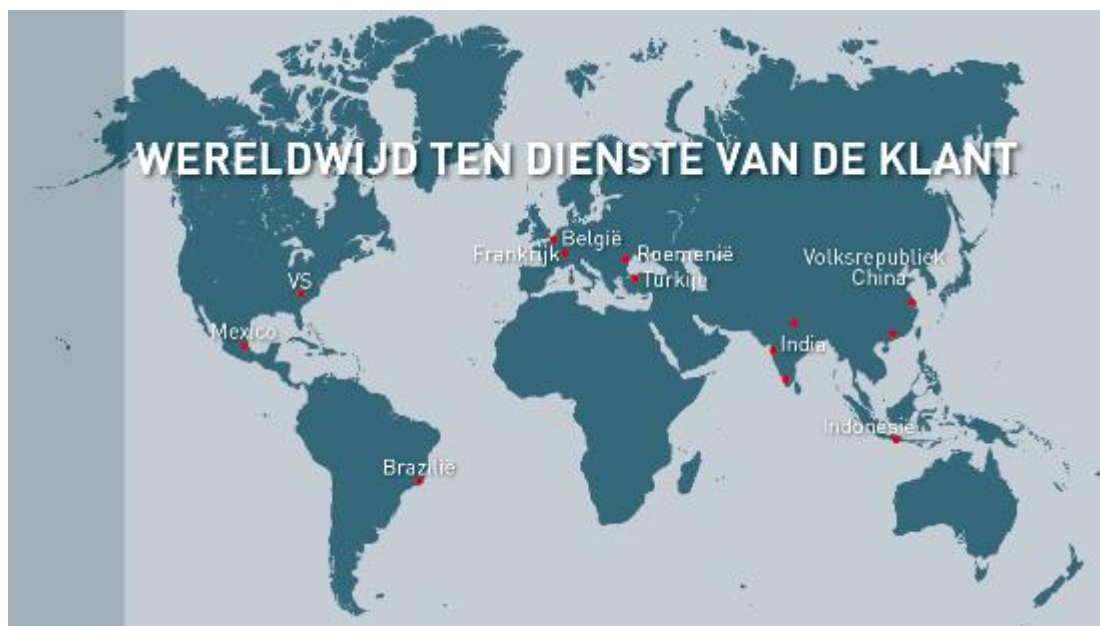 WERELDWIJD TEN DIENSTE VAN DE KLANT
België
Frankrijk
Roemenië
Turkije
Volksrepubliek
China
VS
Mexico
India
Indonesië
Brazilië